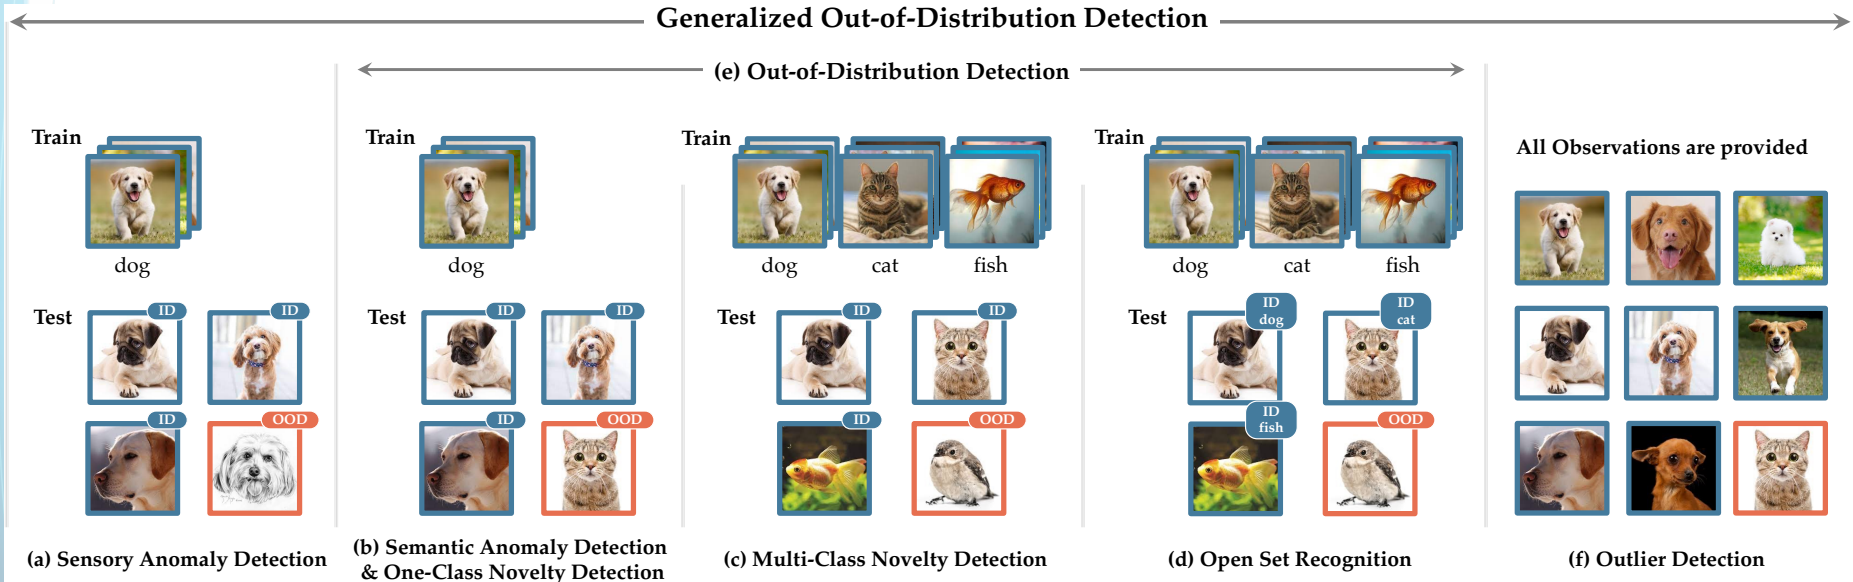 Generalized Out-of-Distribution Detection
(e) Out-of-Distribution Detection
Train
dog
Test
ID
ID
ID
OOD
(a) Sensory Anomaly Detection
Train
dog
Test
ID
ID
ID
OOD
(b) Semantic Anomaly Detection
& One-Class Novelty Detection
Train
dog cat fish
Test
ID
ID
ID
OOD
(c) Multi-Class Novelty Detection
Train
dog cat fish
Test
ID
dog
ID
cat
ID
fish
OOD
(d) Open Set Recognition
All Observations are provided
(f) Outlier Detection